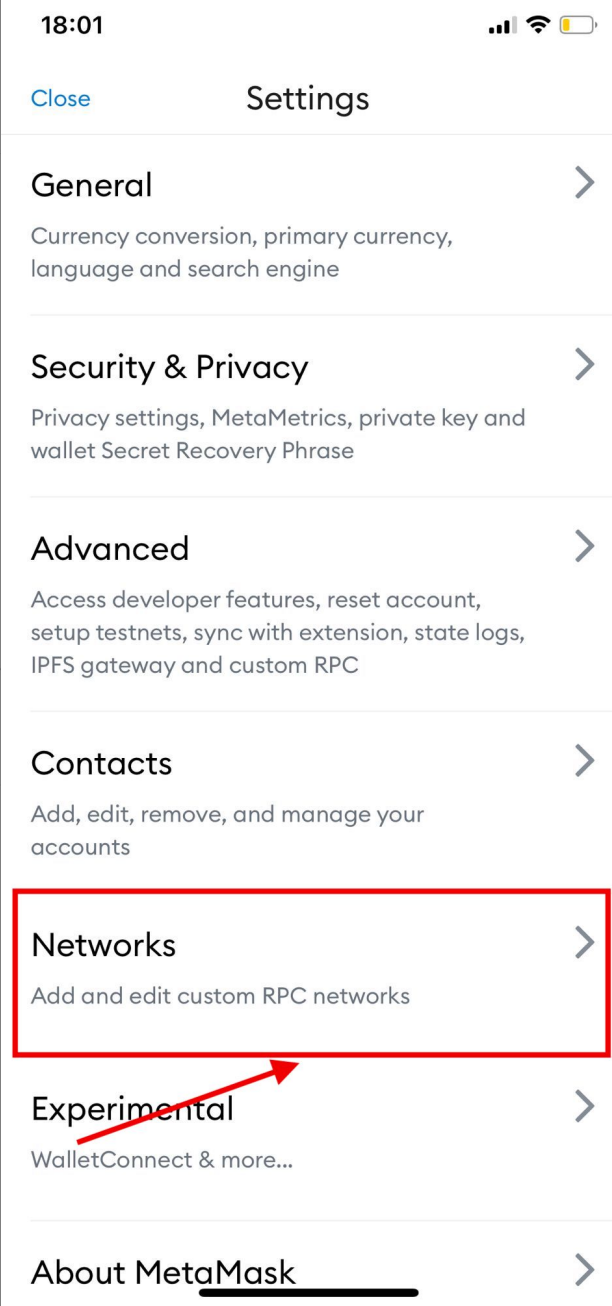 18:01
Close
Settings
General
Currency conversion, primary currency,
language and search engine
Security & Privacy
Privacy settings, MetaMetrics, private key and
wallet Secret Recovery Phrase
Advanced
Access developer features, reset account,
setup testnets, sync with extension, state logs,
IPFS gateway and custom RPC
Contacts
Add, edit, remove, and manage your
accounts
Networks
Add and edit custom RPC networks
Experimental
WalletConnect & more...
About MetaMask